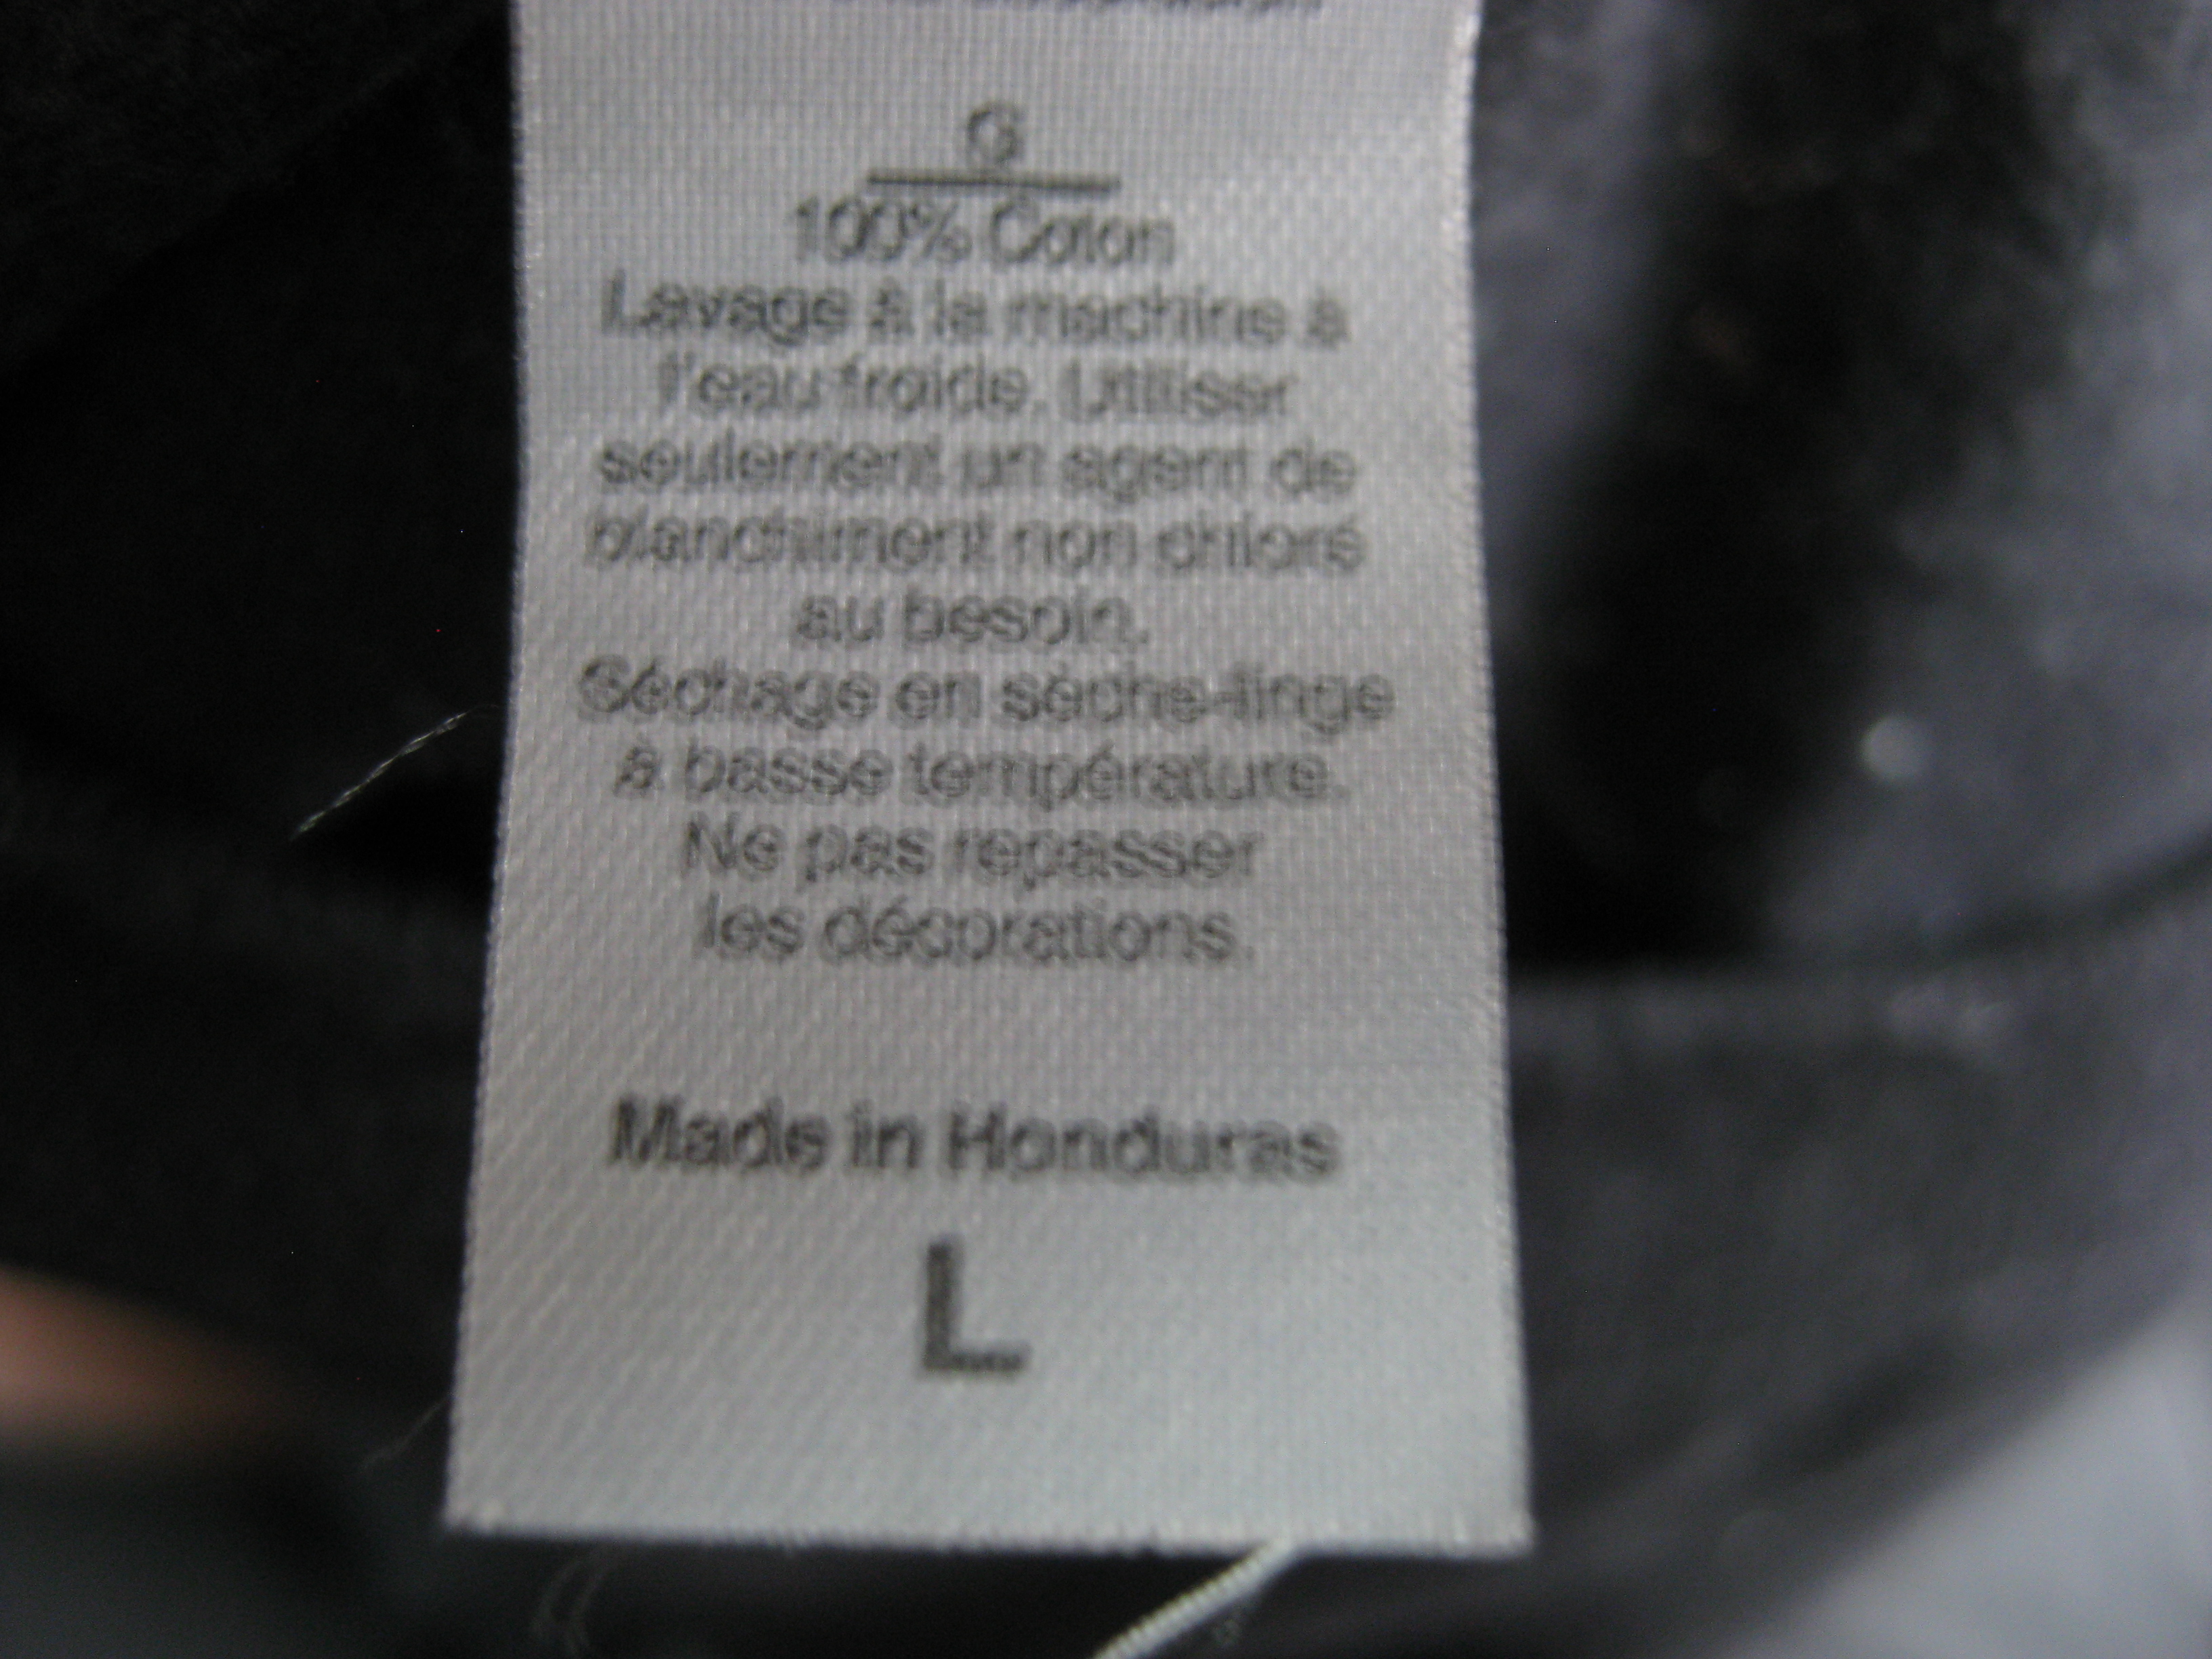 G
100% Coton
Lavage à la machine à
l'eau froide. Utiliser
seulement un agent de
blanchiment non chloré
au besoin.
Séchage en sèche-linge
à basse température.
Ne pas repasser
les décorations.
Made in Honduras
L